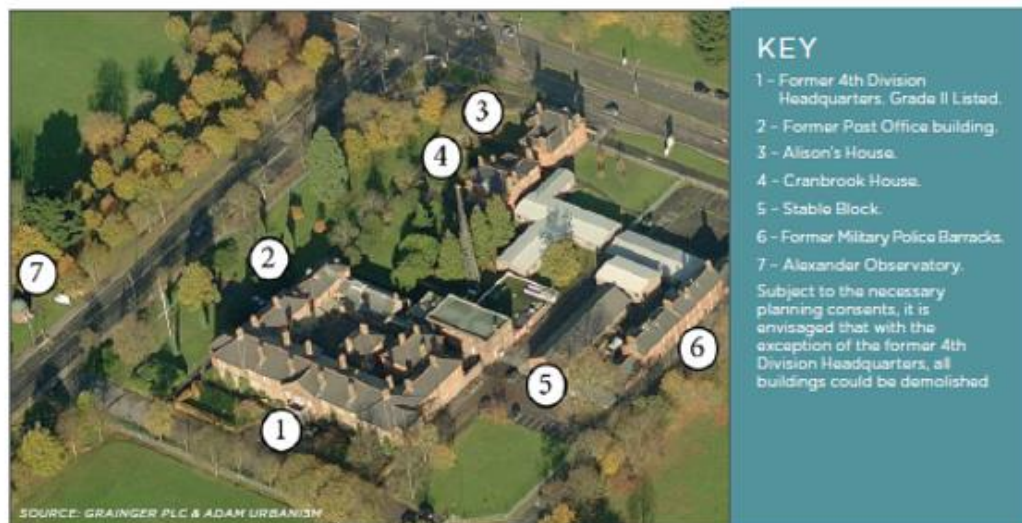 3
4
2
7
6
5
1
SOURCE: GRAINGER PLC & ADAM URBANISM
KEY
1 – Former 4th Division
Headquarters. Grade II Listed.
2 – Former Post Office building.
3 – Alison's House.
4 – Cranbrook House.
5 – Stable Block.
6 – Former Military Police Barracks.
7 – Alexander Observatory.
Subject to the necessary
planning consents, it is
envisaged that with the
exception of the former 4th
Division Headquarters, all
buildings could be demolished